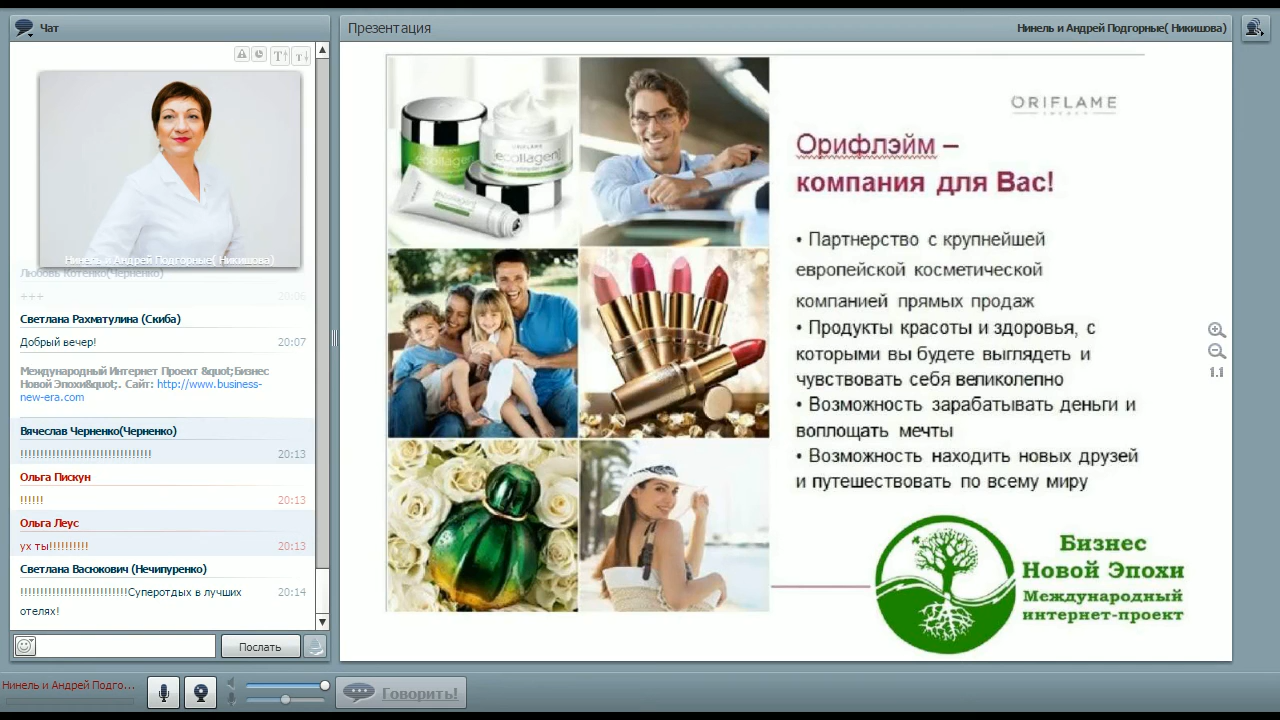 Чат
Нинель и Андрей Подгорные( Никишова)
Любовь Котенко(Черненко)
+++ 20:06
Светлана Рахматулина (Скиба)
Добрый вечер! 20:07
Международный Интернет Проект &quot;Бизнес
Новой Эпохи&quot;. Сайт: http://www.business-
new-era.com
Вячеслав Черненко(Черненко)
!!!!!!!!!!!!!!!!!!!!!!!!!!!!!!!!! 20:13
Ольга Пискун
!!!!!! 20:13
Ольга Леус
ух ты!!!!!!!!!! 20:13
Светлана Васюкович (Нечипуренко)
!!!!!!!!!!!!!!!!!!!!!!!!!!!Суперотдых в лучших 20:14
отелях!
Послать
Нинель и Андрей Подго...
Говорить!
Презентация
Нинель и Андрей Подгорные( Никишова)
ORIFLAME
SWEDEN
Орифлэйм –
компания для Вас!
• Партнерство с крупнейшей
европейской косметической
компанией прямых продаж
• Продукты красоты и здоровья, с
которыми вы будете выглядеть и
чувствовать себя великолепно
• Возможность зарабатывать деньги и
воплощать мечты
• Возможность находить новых друзей
и путешествовать по всему миру
ecollagen
ORIFLAME
[ecollagen]
Бизнес
Новой Эпохи
Международный
интернет-проект
1:1